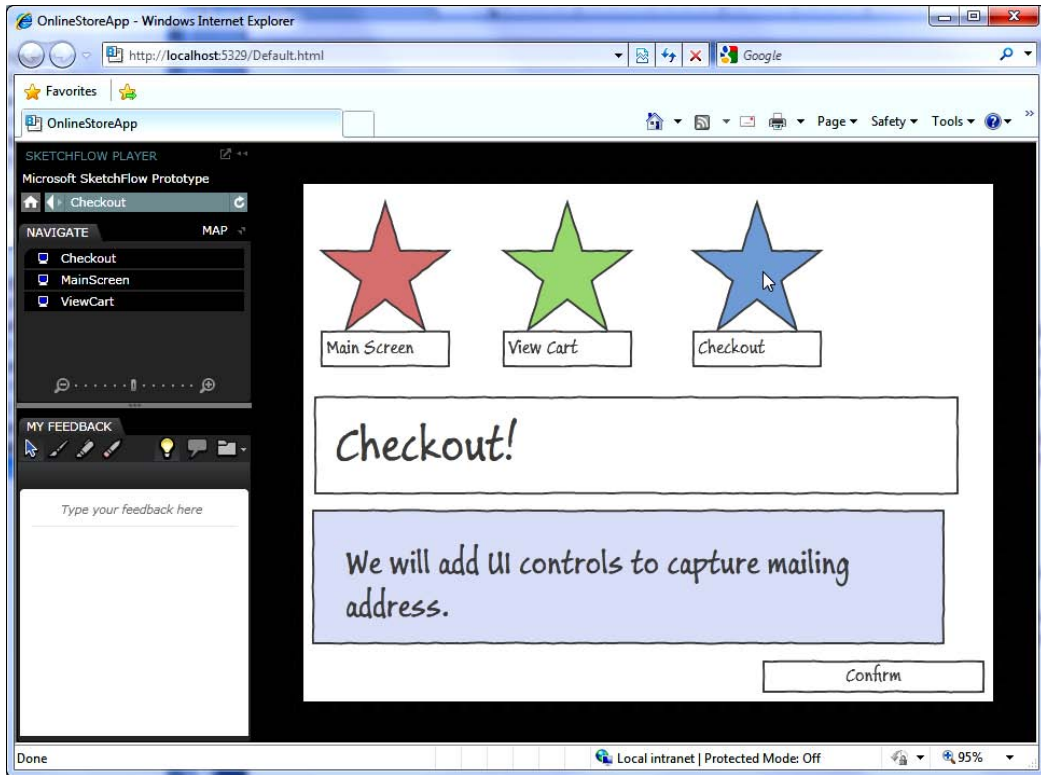 OnlineStoreApp - Windows Internet Explorer
http://localhost:5329/Default.html
Google
Favorites
OnlineStoreApp
Page Safety Tools
SKETCHFLOW PLAYER
Microsoft SketchFlow Prototype
Checkout
NAVIGATE MAP
Checkout
MainScreen
ViewCart
MY FEEDBACK
Type your feedback here
Main Screen
View Cart
Checkout
Checkout!
We will add UI controls to capture mailing
address.
Confirm
Done
Local intranet | Protected Mode: Off
95%